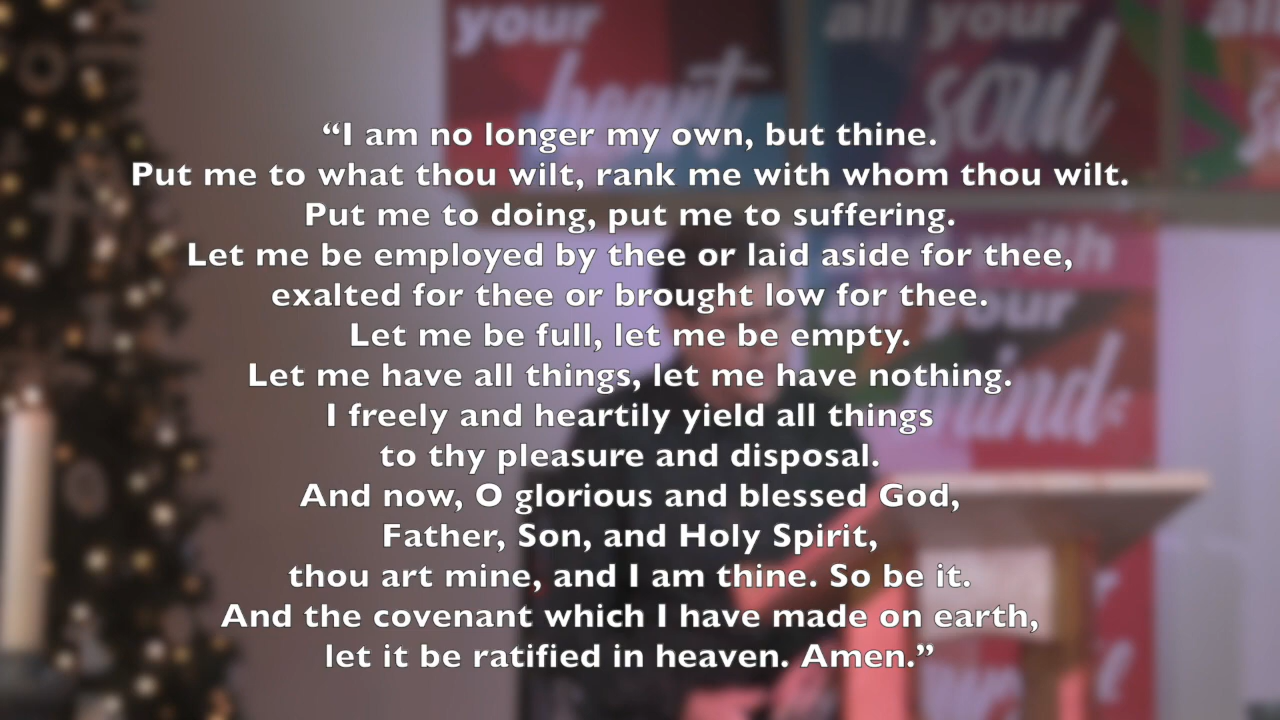 your
all your
heart
soul
“I am no longer my own, but thine.
Put me to what thou wilt, rank me with whom thou wilt.
Put me to doing, put me to suffering.
Let me be employed by thee or laid aside for thee,
exalted for thee or brought low for thee.
Let me be full, let me be empty.
Let me have all things, let me have nothing.
I freely and heartily yield all things
to thy pleasure and disposal.
And now, O glorious and blessed God,
Father, Son, and Holy Spirit,
thou art mine, and I am thine. So be it.
And the covenant which I have made on earth,
let it be ratified in heaven. Amen.”